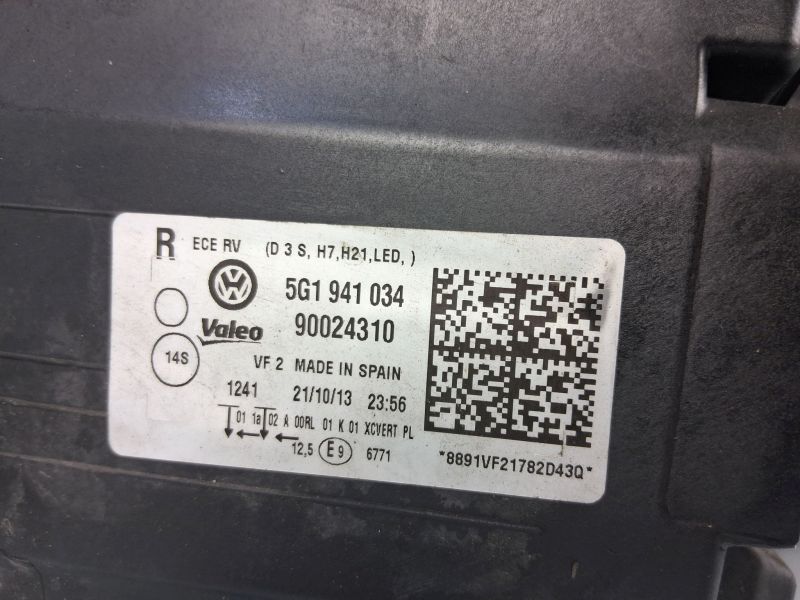 R ECE RV (D 3 S, H7,H21,LED, )
5G1 941 034
Valeo 90024310
14S
VF 2 MADE IN SPAIN
1241 21/10/13 23:56
01 1a 02 A 00RL 01 K 01 XCVERT PL
12,5 E9 6771
*8891VF21782D43Q*